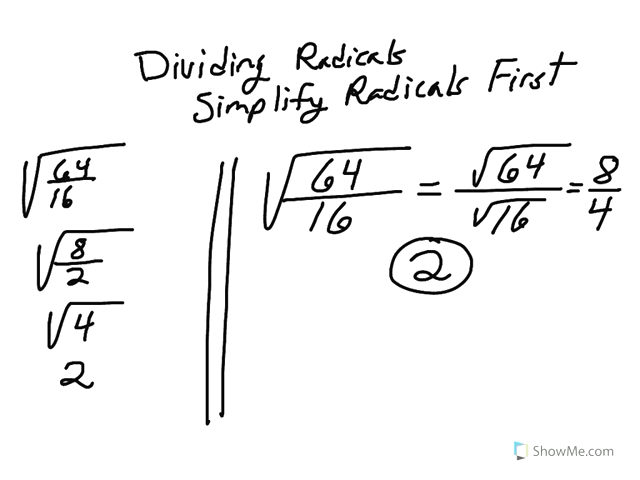 Dividing Radicals
Simplify Radicals First
√(64/16)
√(8/2)
√4
2
√(64/16) = √64/√16 = 8/4
2
ShowMe.com